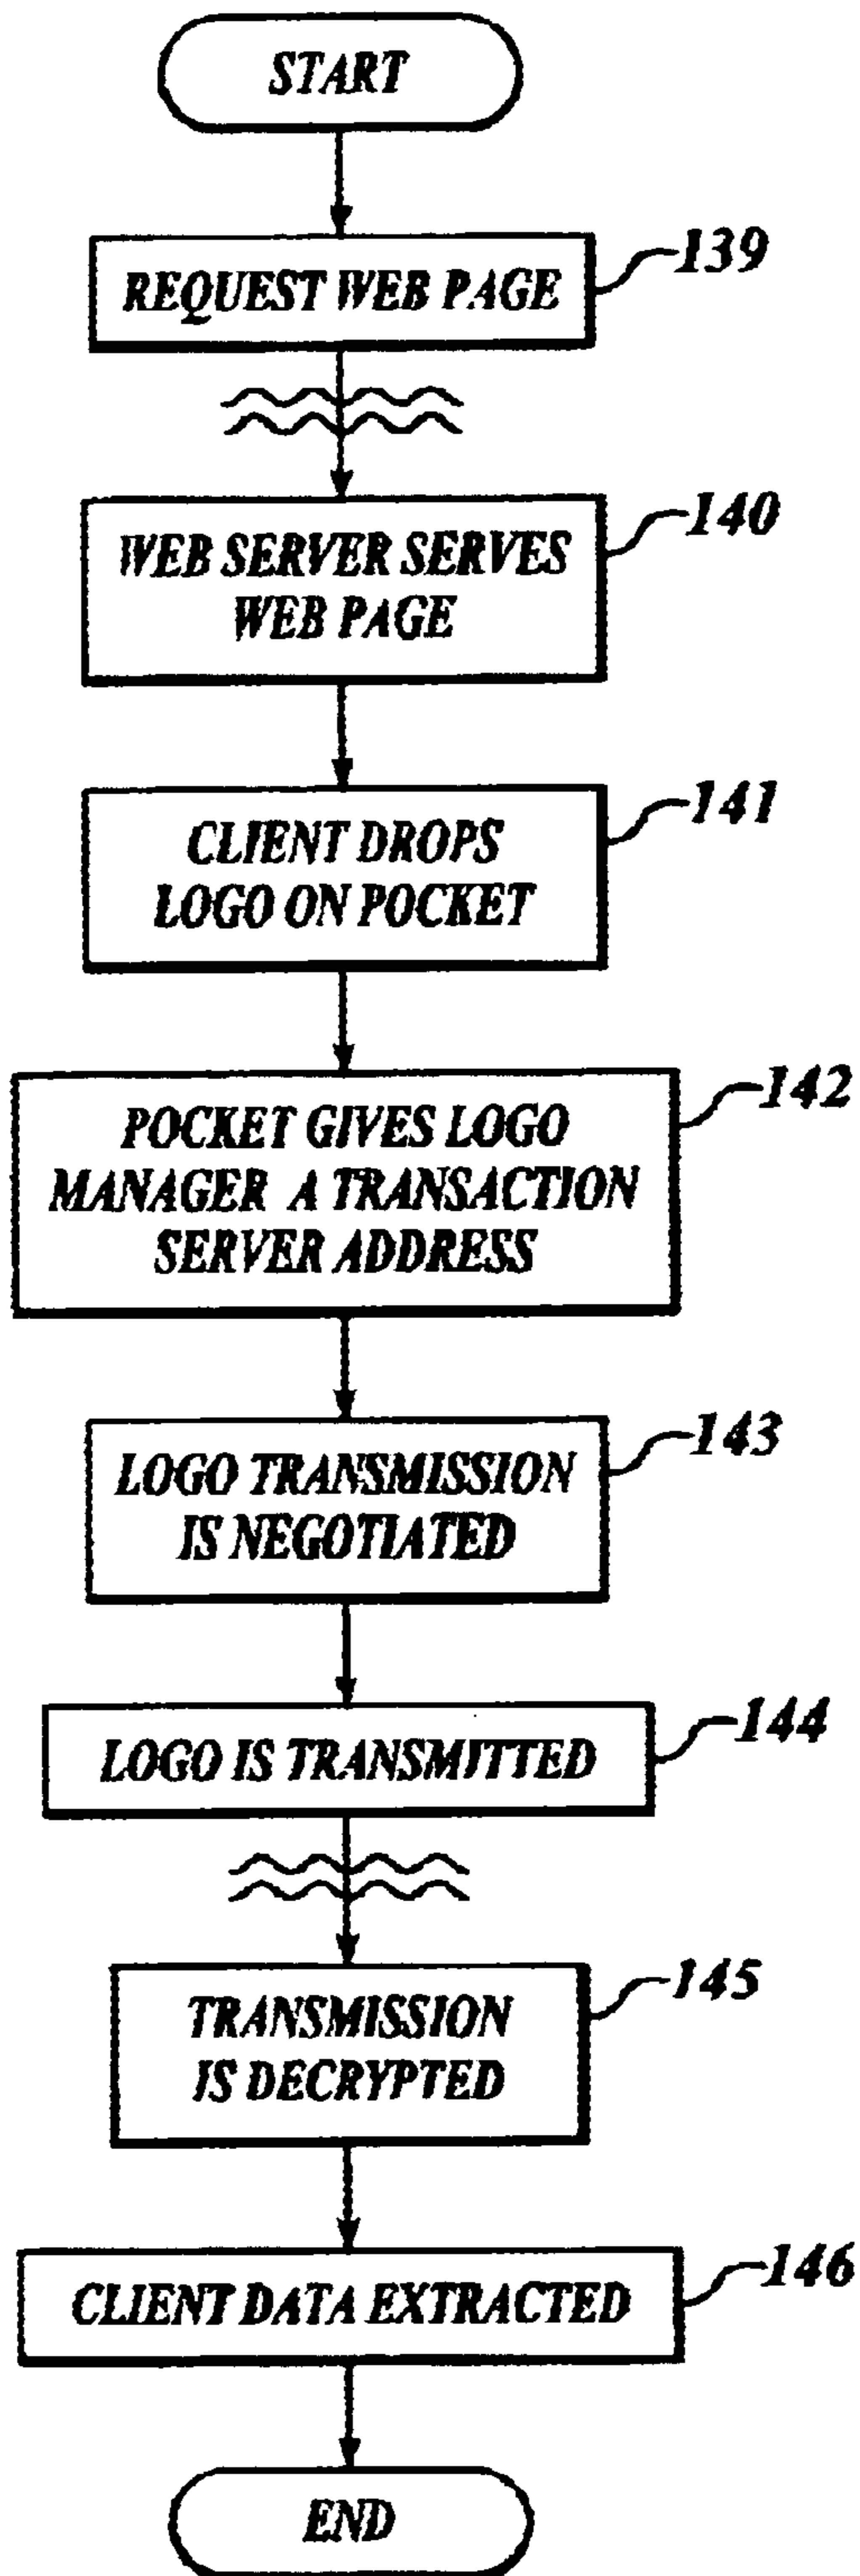 START
REQUEST WEB PAGE
139
WEB SERVER SERVES
WEB PAGE
140
CLIENT DROPS
LOGO ON POCKET
141
POCKET GIVES LOGO
MANAGER A TRANSACTION
SERVER ADDRESS
142
LOGO TRANSMISSION
IS NEGOTIATED
143
LOGO IS TRANSMITTED
144
TRANSMISSION
IS DECRYPTED
145
CLIENT DATA EXTRACTED
146
END